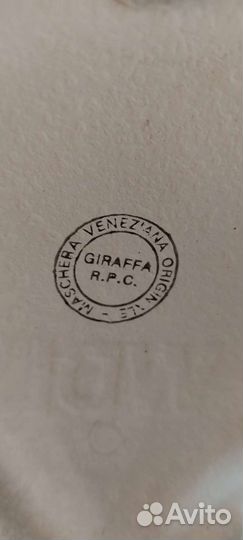 MASCHERA VENEZIANA ORIGINALE -
GIRAFFA
R.P.C.
Avito